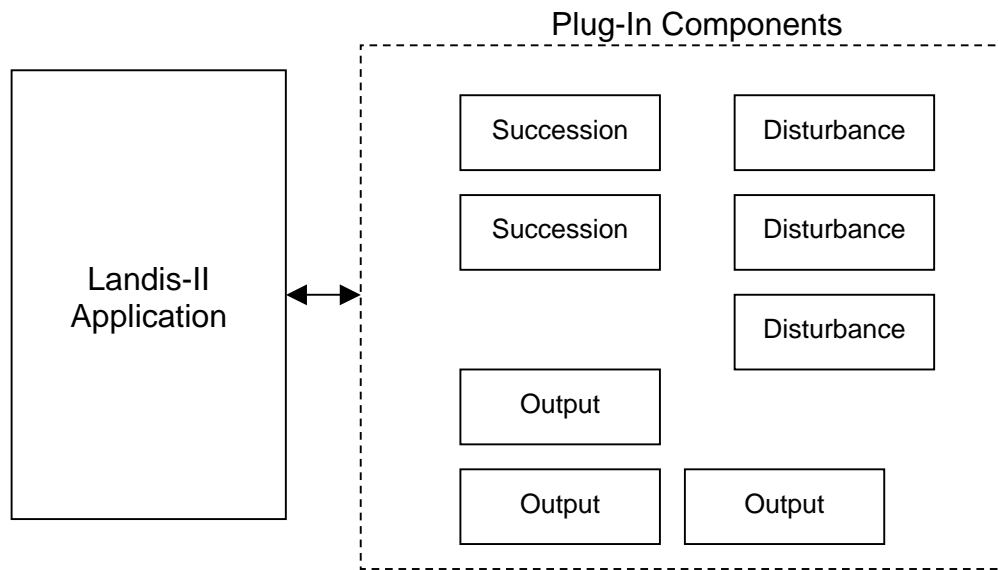 Plug-In Components
Landis-II
Application
Succession
Disturbance
Succession
Disturbance
Disturbance
Output
Output
Output